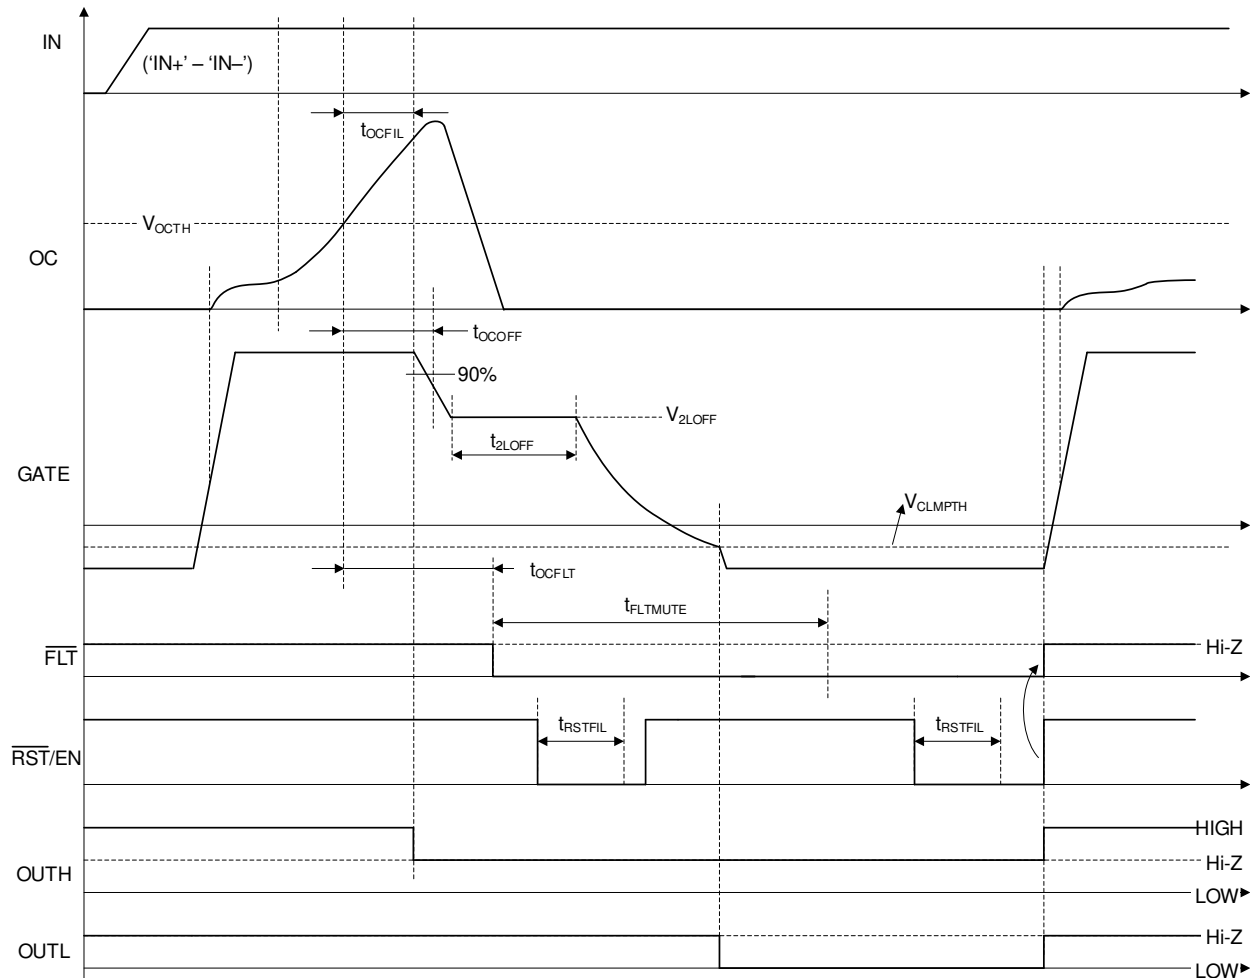 IN
(‘IN+’ – ‘IN–’)
tOCFIL
VOCTH
OC
tOCOFF
90%
V2LOFF
t2LOFF
GATE
VCLMPTH
tOCFLT
tFLTMUTE
FLT
Hi-Z
tRSTFIL
tRSTFIL
RST/EN
HIGH
OUTH
Hi-Z
LOW
OUTL
Hi-Z
LOW